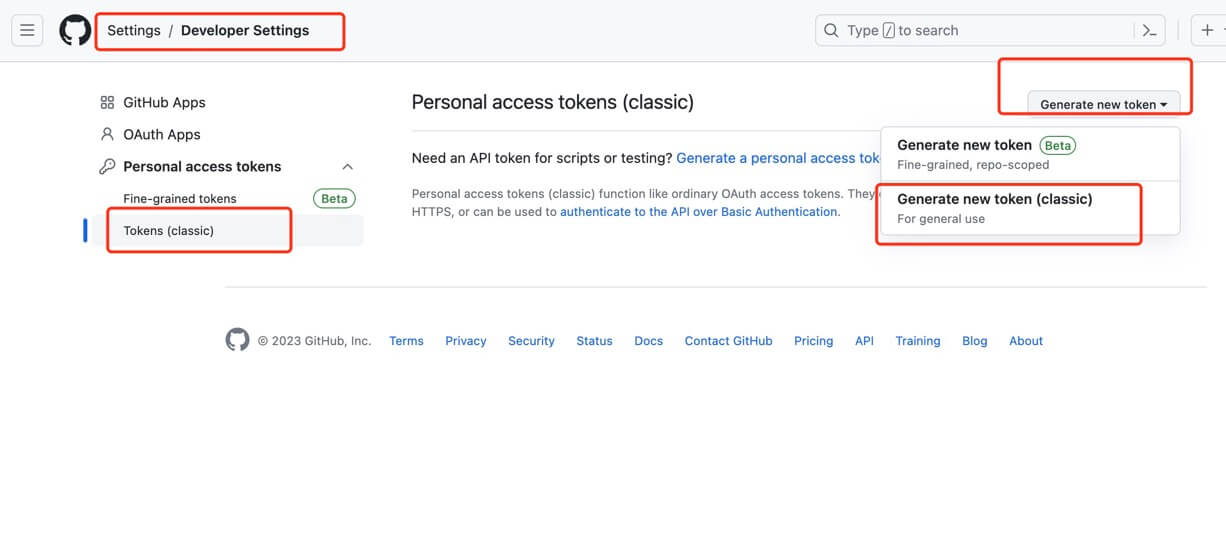 Settings / Developer Settings
Type / to search
GitHub Apps
OAuth Apps
Personal access tokens
Fine-grained tokens Beta
Tokens (classic)
Personal access tokens (classic)
Generate new token
Need an API token for scripts or testing? Generate a personal access tok
Personal access tokens (classic) function like ordinary OAuth access tokens. They
HTTPS, or can be used to authenticate to the API over Basic Authentication.
Generate new token Beta
Fine-grained, repo-scoped
Generate new token (classic)
For general use
© 2023 GitHub, Inc. Terms Privacy Security Status Docs Contact GitHub Pricing API Training Blog About